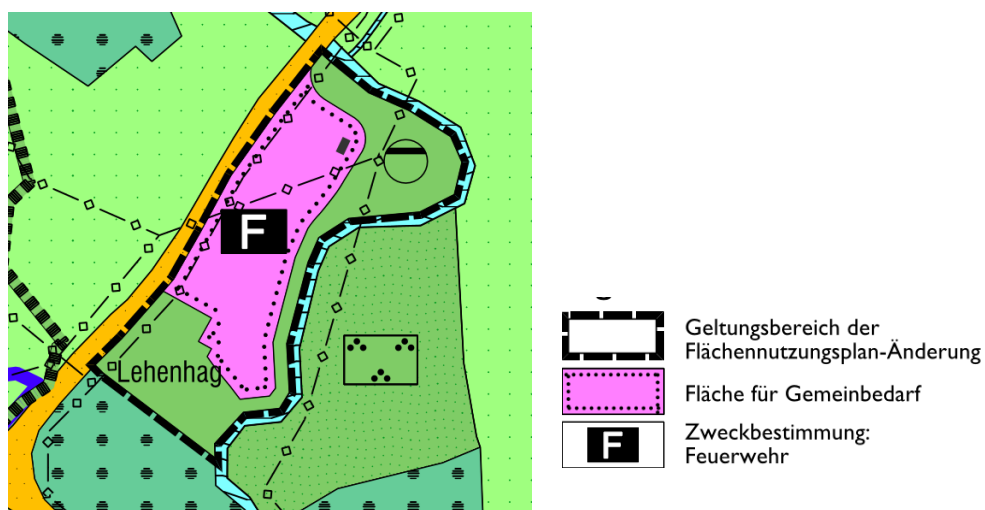 F
Lehenhag
Geltungsbereich der
Flächennutzungsplan-Änderung
Fläche für Gemeinbedarf
F
Zweckbestimmung:
Feuerwehr